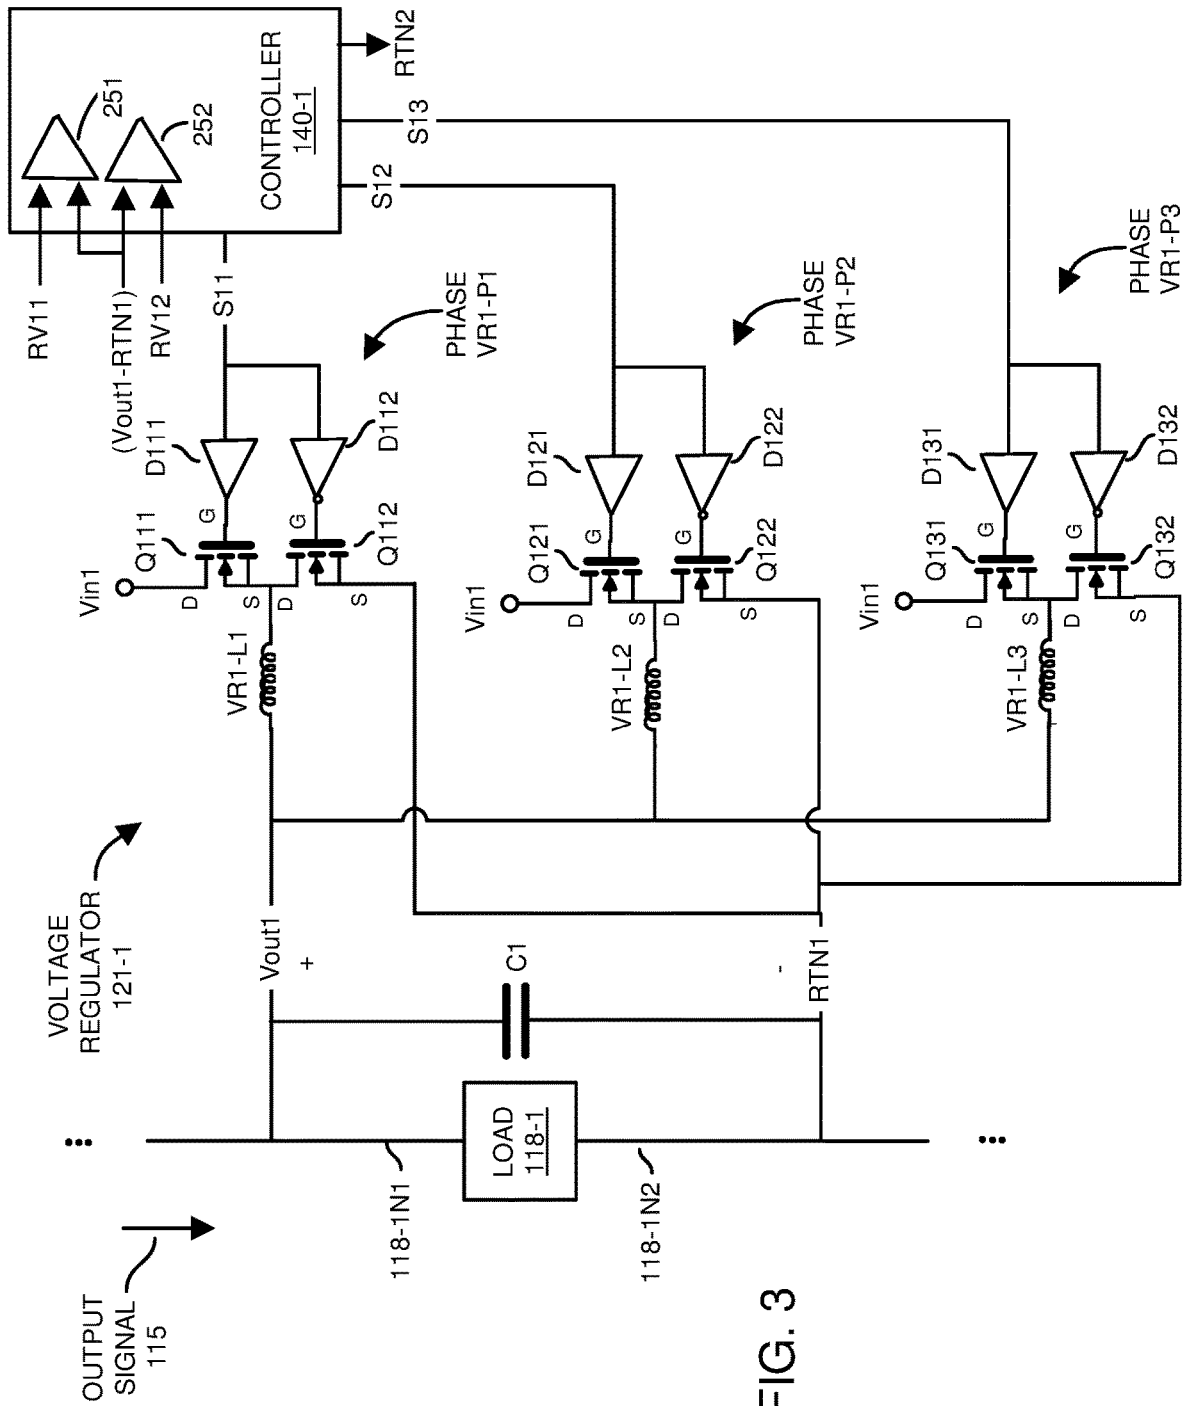 OUTPUT
SIGNAL
115
VOLTAGE
REGULATOR
121-1
Vin1
RV11
(Vout1-RTN1)
RV12
251
252
CONTROLLER
140-1
RTN2
S11
S12
S13
D111
D112
Q111
Q112
G
G
D
S
D
S
VR1-L1
PHASE
VR1-P1
Vout1
+
C1
-
RTN1
118-1N1
LOAD
118-1
118-1N2
Vin1
D121
D122
Q121
Q122
G
G
D
S
D
S
VR1-L2
PHASE
VR1-P2
Vin1
D131
D132
Q131
Q132
G
G
D
S
D
S
VR1-L3
PHASE
VR1-P3
FIG. 3